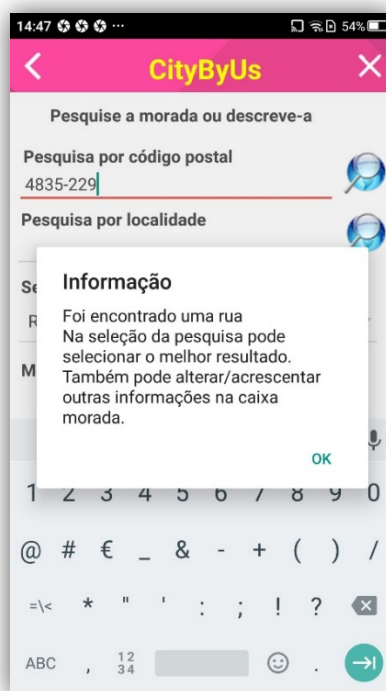 14:47 ... 54%
CityByUs
Pesquise a morada ou descreve-a
Pesquisa por código postal
4835-229
Pesquisa por localidade
Se
Informação
Foi encontrado uma rua
R
Na seleção da pesquisa pode
selecionar o melhor resultado.
M
Também pode alterar/acrescentar
outras informações na caixa
morada.
OK
1 2 3 4 5 6 7 8 9 0
@ # € _ & - + ( ) /
=\< * " ' : ; ! ?
ABC , 12 34 .